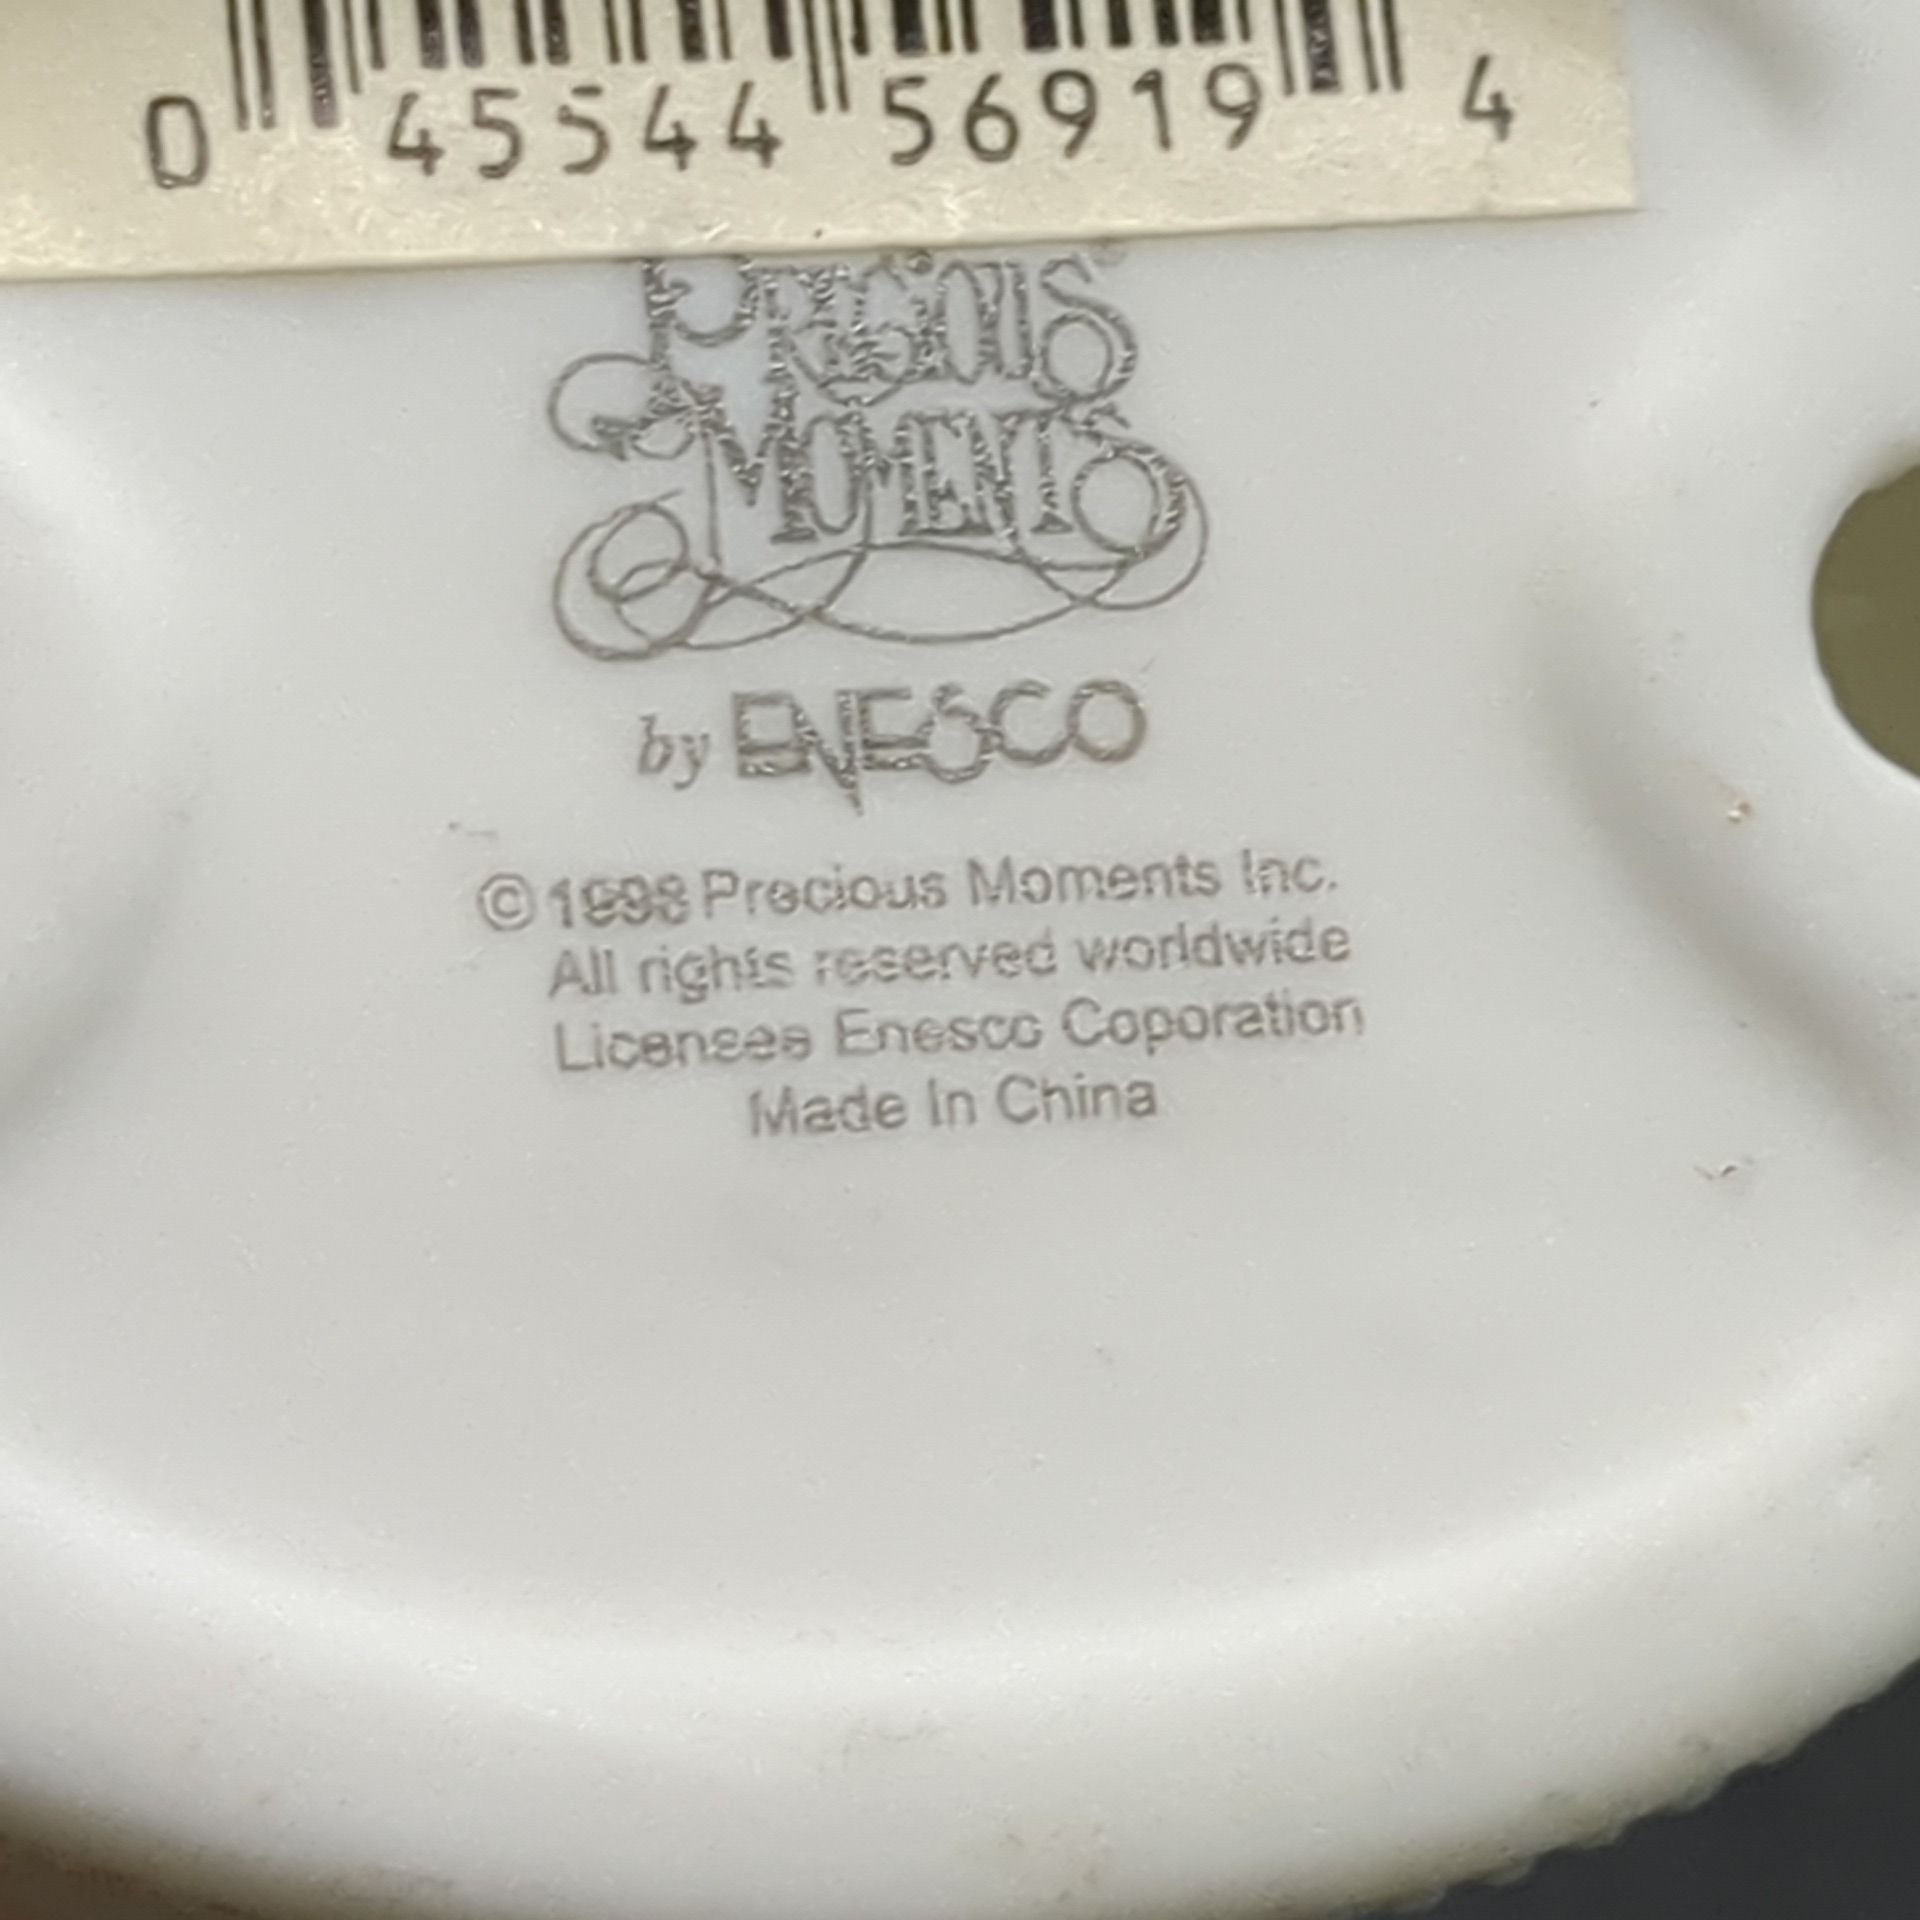 0 45544 56919 4
PRECIOUS
MOMENTS
by ENESCO
© 1998 Precious Moments Inc.
All rights reserved worldwide
Licensee Enesco Coporation
Made In China